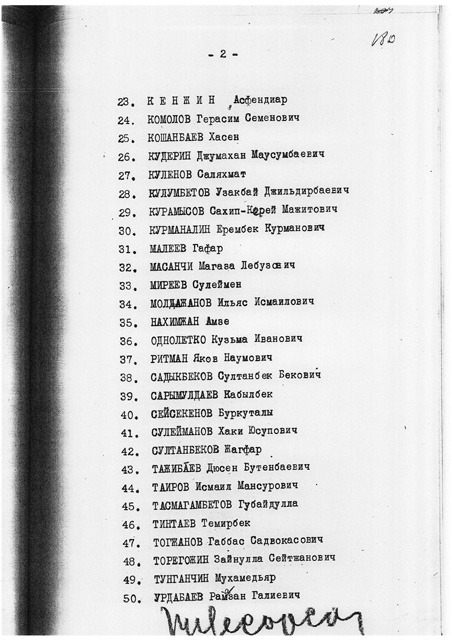 - 2 -
23. КЕНЖИН Асфендиар
24. КОМОЛОВ Герасим Семенович
25. КОШАНБАЕВ Хасен
26. КУДЕРИН Джумахан Маусумбаевич
27. КУЛЕНОВ Саляхмат
28. КУЛУМБЕТОВ Узакбай Джильдирбаевич
29. КУРАМЫСОВ Сахип-Керей Мажитович
30. КУРМАНАЛИН Ерембек Курманович
31. МАЛЕЕВ Гафар
32. МАСАНЧИ Магаза Лебузович
33. МИРЕЕВ Сулеймен
34. МОЛДАЖАНОВ Ильяс Исмаилович
35. НАХИМЖАН Амзе
36. ОДНОЛЕТКО Кузьма Иванович
37. РИТМАН Яков Наумович
38. САДЫКБЕКОВ Султанбек Бекович
39. САРЫМУЛДАЕВ Кабылбек
40. СЕЙСЕКЕНОВ Буркуталы
41. СУЛЕЙМАНОВ Хаки Юсупович
42. СУЛТАНБЕКОВ Жагфар
43. ТАЖИБАЕВ Дюсен Бутенбаевич
44. ТАИРОВ Исмаил Мансурович
45. ТАСМАГАМБЕТОВ Губайдулла
46. ТИНТАЕВ Темирбек
47. ТОГЖАНОВ Габбас Садвокасович
48. ТОРЕГОЖИН Зайнулла Сейтжанович
49. ТУНГАНЧИН Мухамедьяр
50. УРДАБАЕВ Рамзан Галиевич